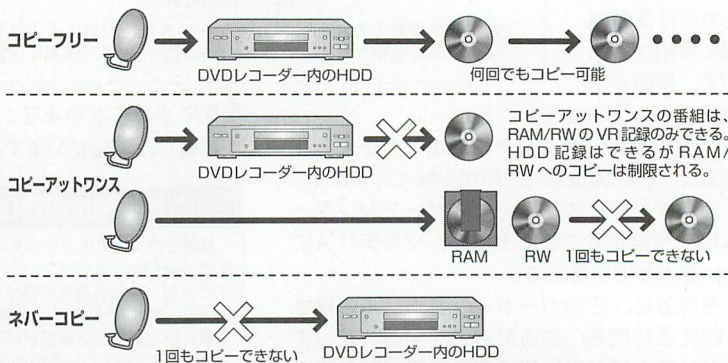 コピーフリー
DVDレコーダー内のHDD
何回でもコピー可能
コピーアットワンスの番組は、
RAM/RWのVR記録のみできる。
HDD記録はできるがRAM/
RWへのコピーは制限される。
DVDレコーダー内のHDD
コピーアットワンス
RAM
RW
1回もコピーできない
ネバーコピー
1回もコピーできない
DVDレコーダー内のHDD